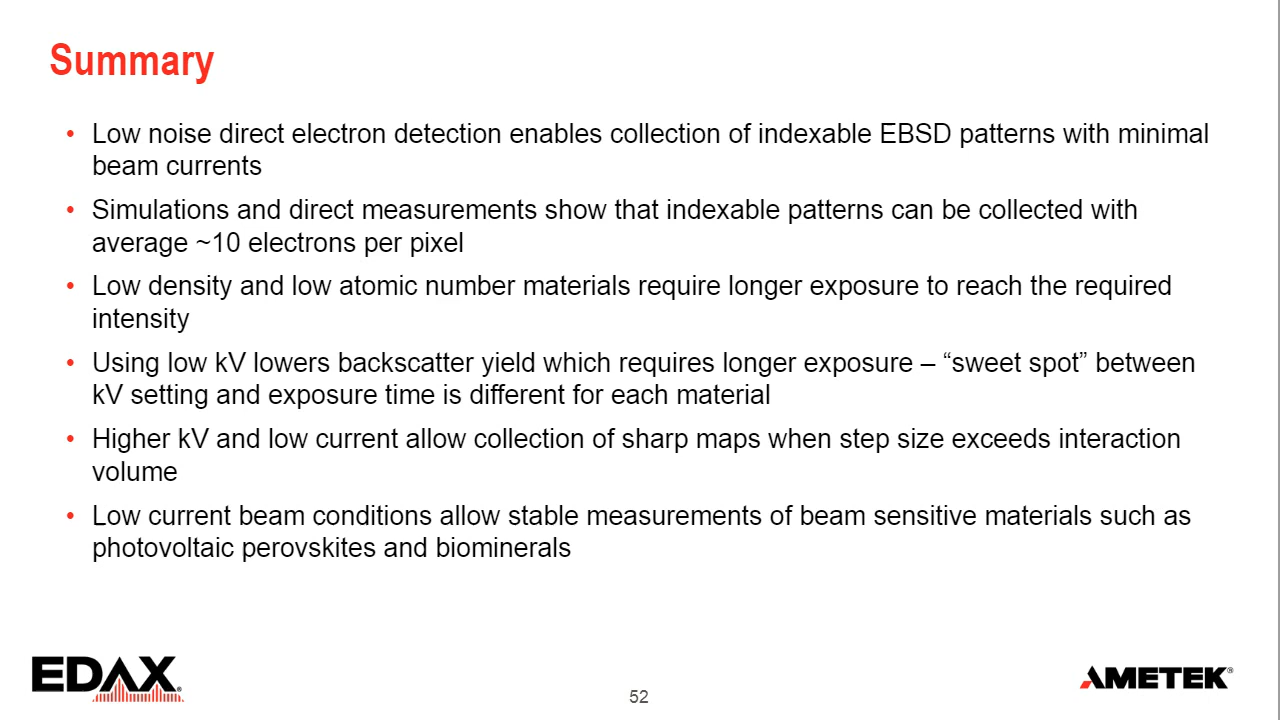 Summary
• Low noise direct electron detection enables collection of indexable EBSD patterns with minimal
beam currents
• Simulations and direct measurements show that indexable patterns can be collected with
average ~10 electrons per pixel
• Low density and low atomic number materials require longer exposure to reach the required
intensity
• Using low kV lowers backscatter yield which requires longer exposure – “sweet spot” between
kV setting and exposure time is different for each material
• Higher kV and low current allow collection of sharp maps when step size exceeds interaction
volume
• Low current beam conditions allow stable measurements of beam sensitive materials such as
photovoltaic perovskites and biominerals
EDAX®
52
AMETEK®